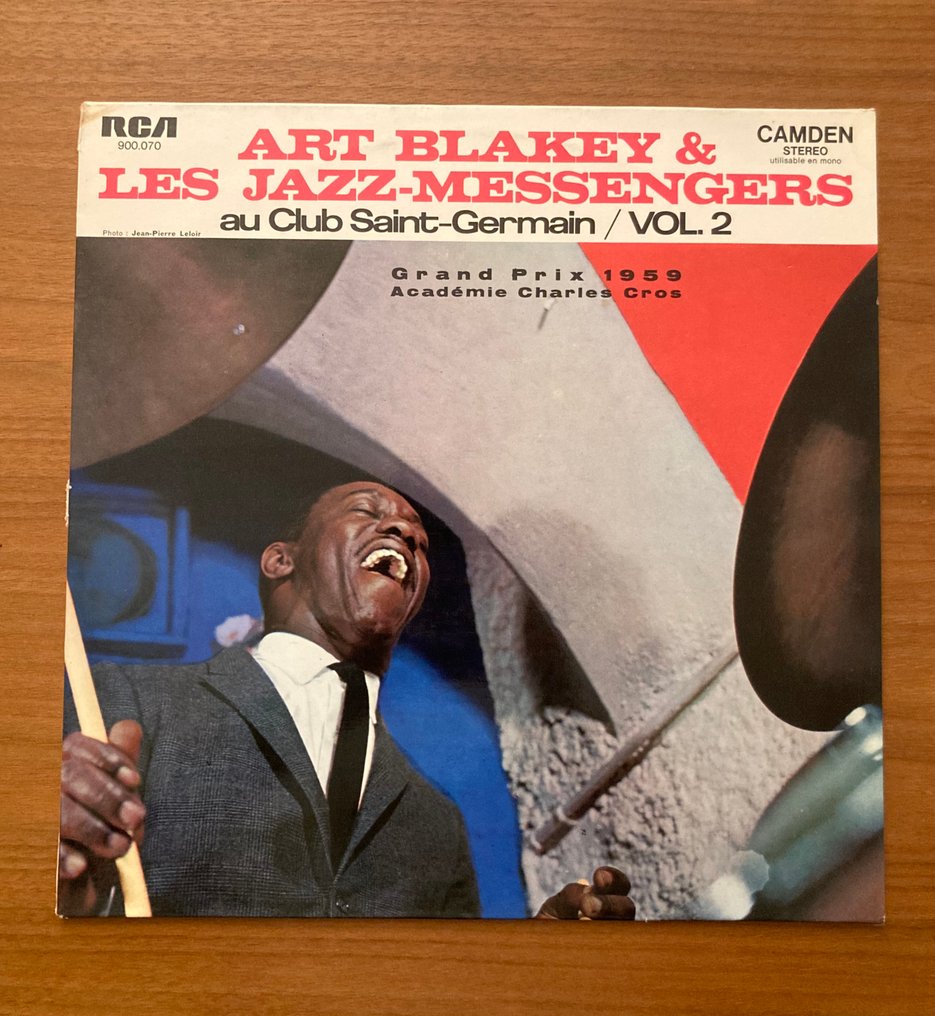 RCA
900.070
CAMDEN
STEREO
utilisable en mono
ART BLAKEY &
LES JAZZ-MESSENGERS
au Club Saint-Germain / VOL. 2
Photo : Jean-Pierre Leloir
Grand Prix 1959
Académie Charles Cros